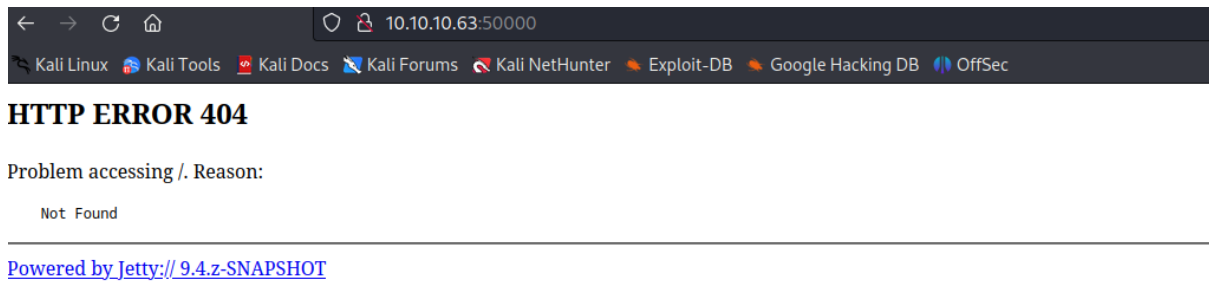 10.10.10.63:50000
Kali Linux Kali Tools Kali Docs Kali Forums Kali NetHunter Exploit-DB Google Hacking DB OffSec
HTTP ERROR 404
Problem accessing /. Reason:
Not Found
Powered by Jetty:// 9.4.z-SNAPSHOT